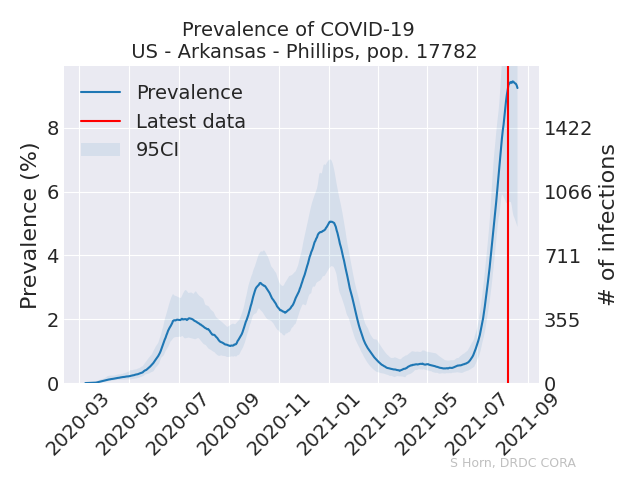 Prevalence of COVID-19
US - Arkansas - Phillips, pop. 17782
Prevalence
Latest data
95CI
Prevalence (%)
8
6
4
2
0
1422
1066
711
355
0
# of infections
2020-03
2020-05
2020-07
2020-09
2020-11
2021-01
2021-03
2021-05
2021-07
2021-09
S Horn, DRDC CORA